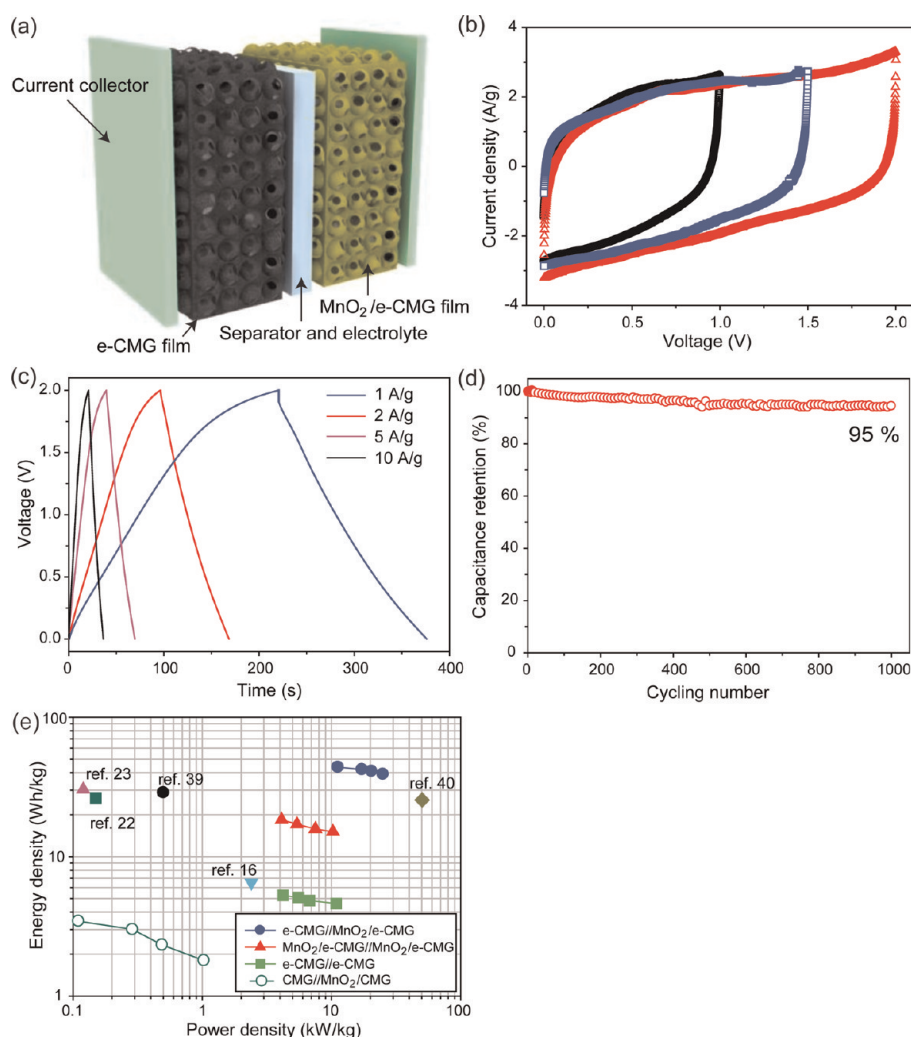 (a)
Current collector
MnO2/e-CMG film
Separator and electrolyte
e-CMG film
(b)
Current density (A/g)
4
2
0
-2
-4
0.0 0.5 1.0 1.5 2.0
Voltage (V)
(c)
Voltage (V)
2.0
1.5
1.0
0.5
0.0
1 A/g
2 A/g
5 A/g
10 A/g
0 100 200 300 400
Time (s)
(d)
Capacitance retention (%)
100
80
60
40
20
0
95 %
0 200 400 600 800 1000
Cycling number
(e)
Energy density (Wh/kg)
100
10
1
ref. 23
ref. 39
ref. 40
ref. 22
ref. 16
e-CMG//MnO2/e-CMG
MnO2/e-CMG//MnO2/e-CMG
e-CMG//e-CMG
CMG//MnO2/CMG
0.1 1 10 100
Power density (kW/kg)